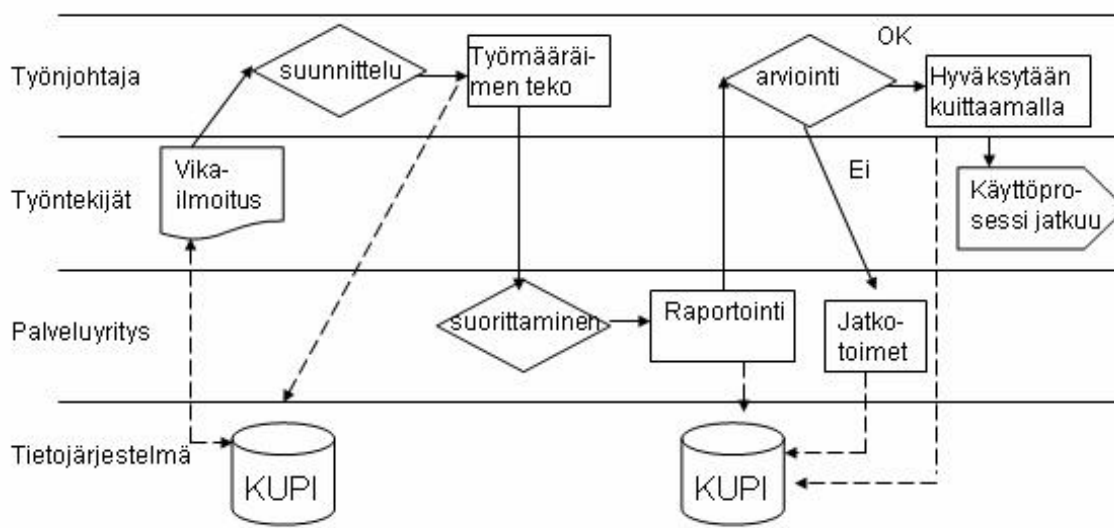 Työnjohtaja
suunnittelu
Työmääräi-
men teko
arviointi
OK
Hyväksytään
kuittaamalla
Työntekijät
Vika-
ilmoitus
Ei
Käyttöpro-
sessi jatkuu
Palveluyritys
suorittaminen
Raportointi
Jatko-
toimet
Tietojärjestelmä
KUPI
KUPI